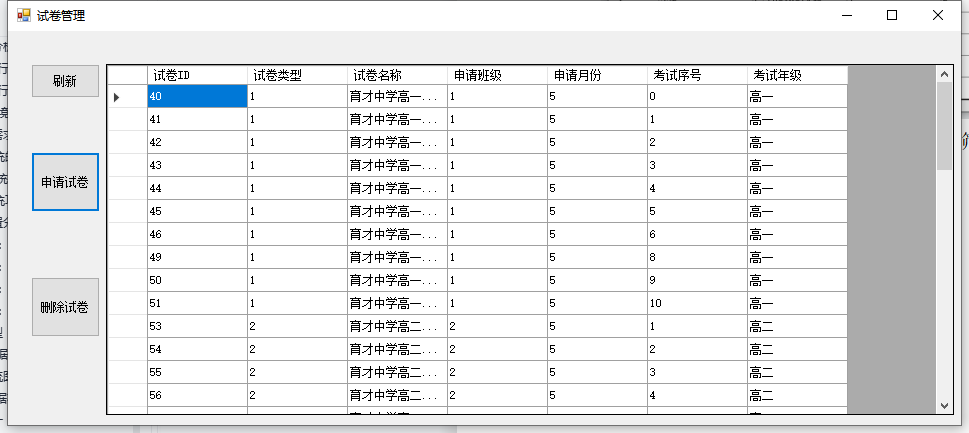 试卷管理
刷新
申请试卷
删除试卷
试卷ID 试卷类型 试卷名称 申请班级 申请月份 考试序号 考试年级
40 1 育才中学高一... 1 5 0 高一
41 1 育才中学高一... 1 5 1 高一
42 1 育才中学高一... 1 5 2 高一
43 1 育才中学高一... 1 5 3 高一
44 1 育才中学高一... 1 5 4 高一
45 1 育才中学高一... 1 5 5 高一
46 1 育才中学高一... 1 5 6 高一
49 1 育才中学高一... 1 5 8 高一
50 1 育才中学高一... 1 5 9 高一
51 1 育才中学高一... 1 5 10 高一
53 2 育才中学高二... 2 5 1 高二
54 2 育才中学高二... 2 5 2 高二
55 2 育才中学高二... 2 5 3 高二
56 2 育才中学高二... 2 5 4 高二